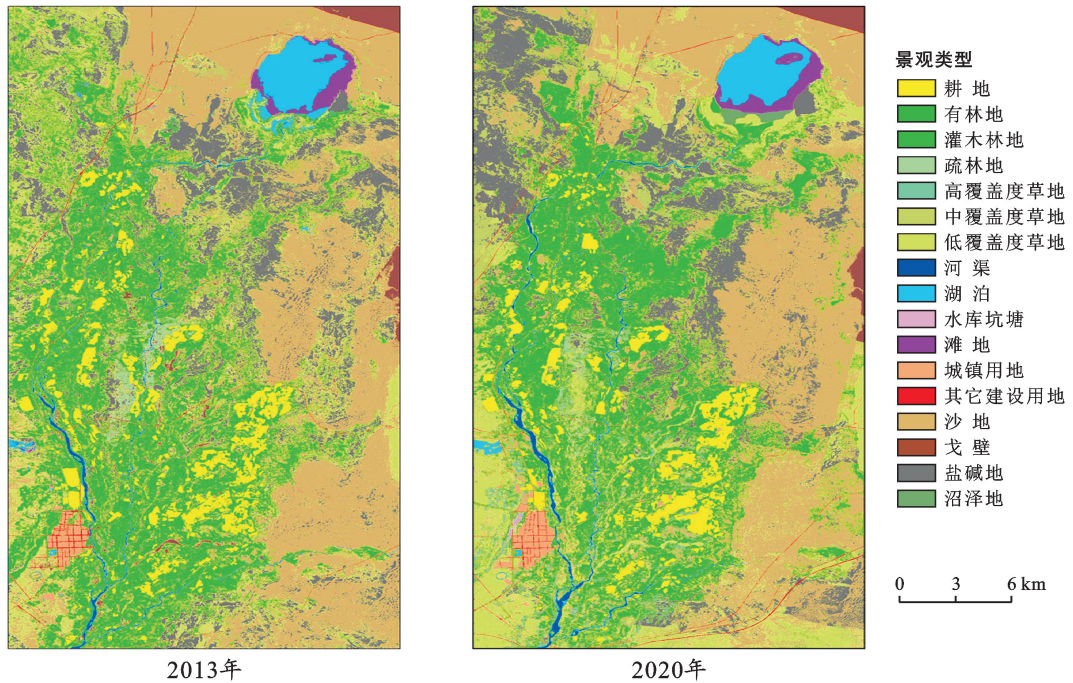 景观类型
耕 地
有林地
灌木林地
疏林地
高覆盖度草地
中覆盖度草地
低覆盖度草地
河 渠
湖 泊
水库坑塘
滩 地
城镇用地
其它建设用地
沙 地
戈 壁
盐碱地
沼泽地
0 3 6 km
2013年
2020年